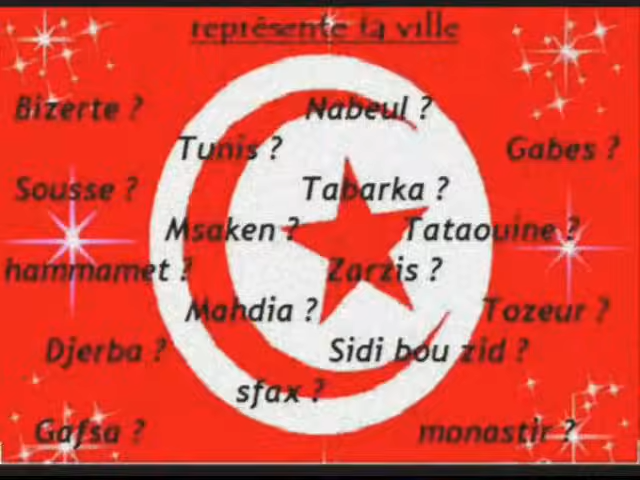 représente la ville
Bizerte ? Nabeul ?
Tunis ? Gabes ?
Sousse ? Tabarka ?
Msaken ? Tataouine ?
hammamet ? Zarzis ?
Mahdia ? Tozeur ?
Djerba ? Sidi bou zid ?
sfax ?
Gafsa ? monastir ?